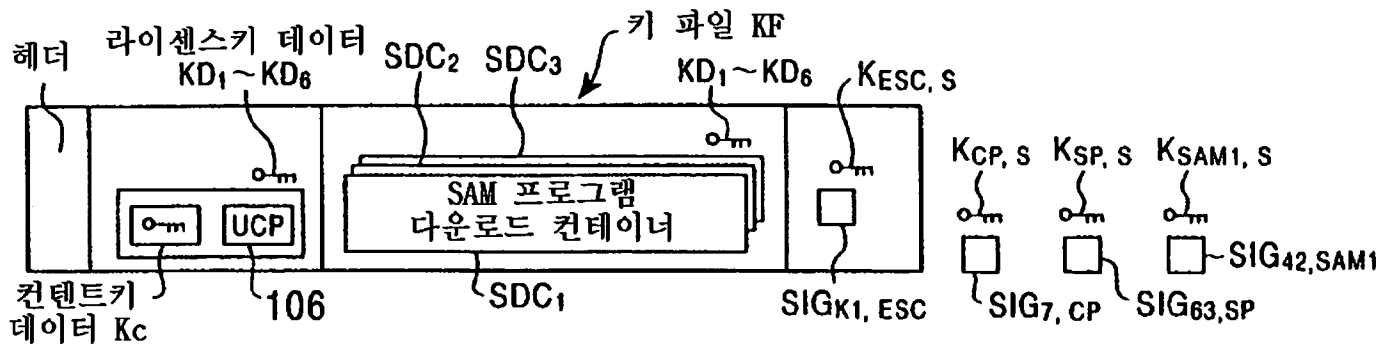 키 파일 KF
헤더
라이센스키 데이터
KD1~KD6
SDC2
SDC3
KD1~KD6
KESC, S
KCP, S
KSP, S
KSAM1, S
UCP
SAM 프로그램
다운로드 컨테이너
컨텐트키
데이터 Kc
106
SDC1
SIGK1, ESC
SIG7, CP
SIG63,SP
SIG42,SAM1